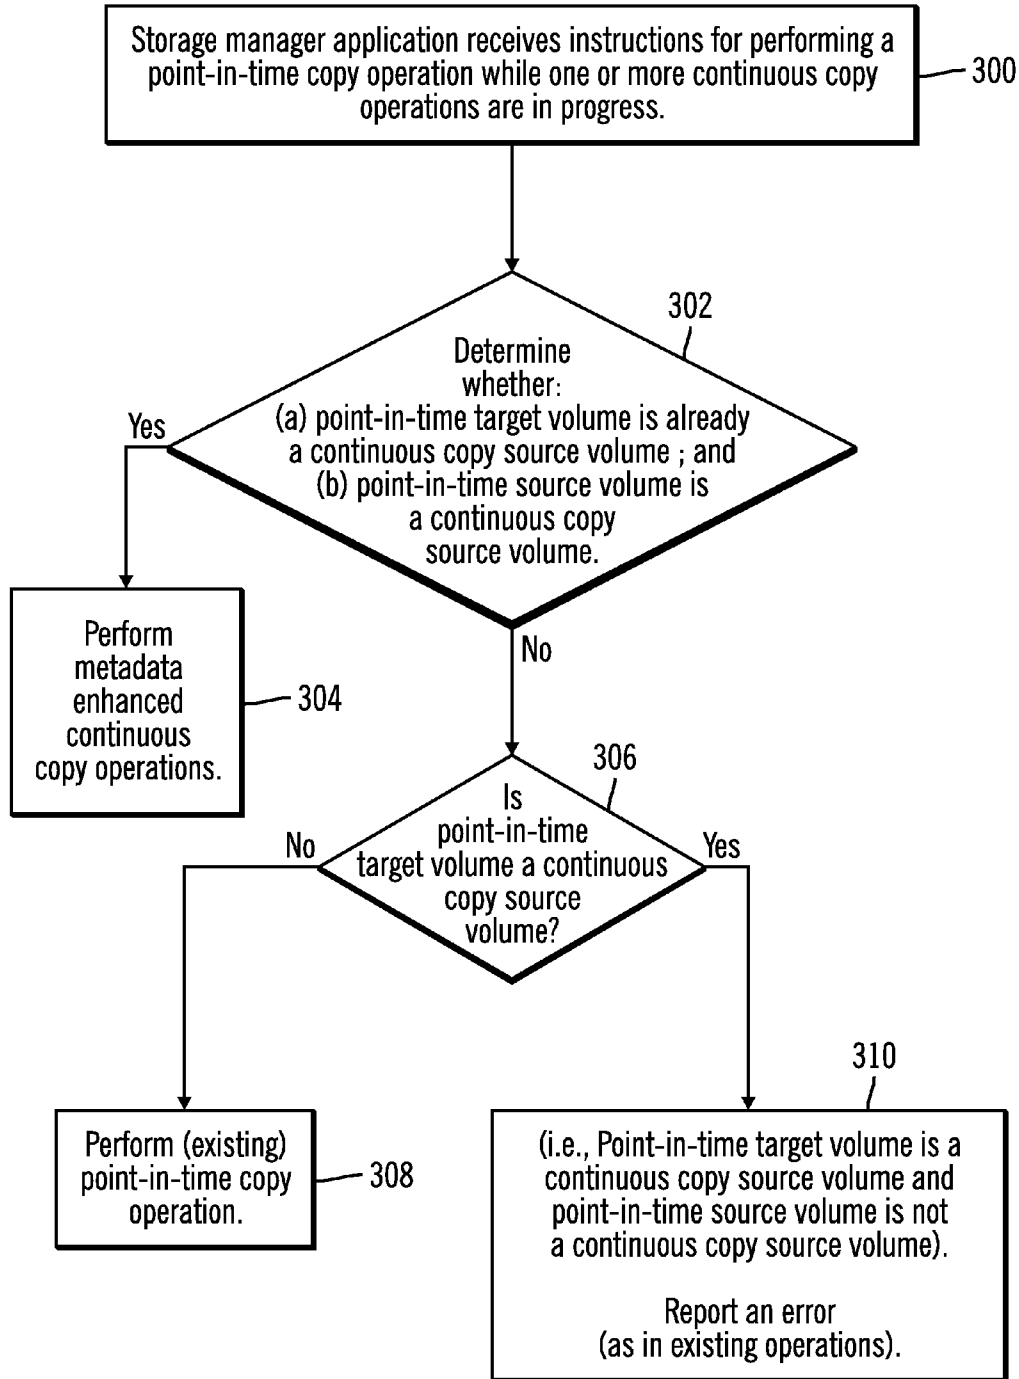 Storage manager application receives instructions for performing a
point-in-time copy operation while one or more continuous copy
operations are in progress.
300
302
Determine
whether:
(a) point-in-time target volume is already
a continuous copy source volume ; and
(b) point-in-time source volume is
a continuous copy
source volume.
Yes
No
Perform
metadata
enhanced
continuous
copy operations.
304
306
Is
point-in-time
target volume a continuous
copy source
volume?
No
Yes
Perform (existing)
point-in-time copy
operation.
308
310
(i.e., Point-in-time target volume is a
continuous copy source volume and
point-in-time source volume is not
a continuous copy source volume).
Report an error
(as in existing operations).